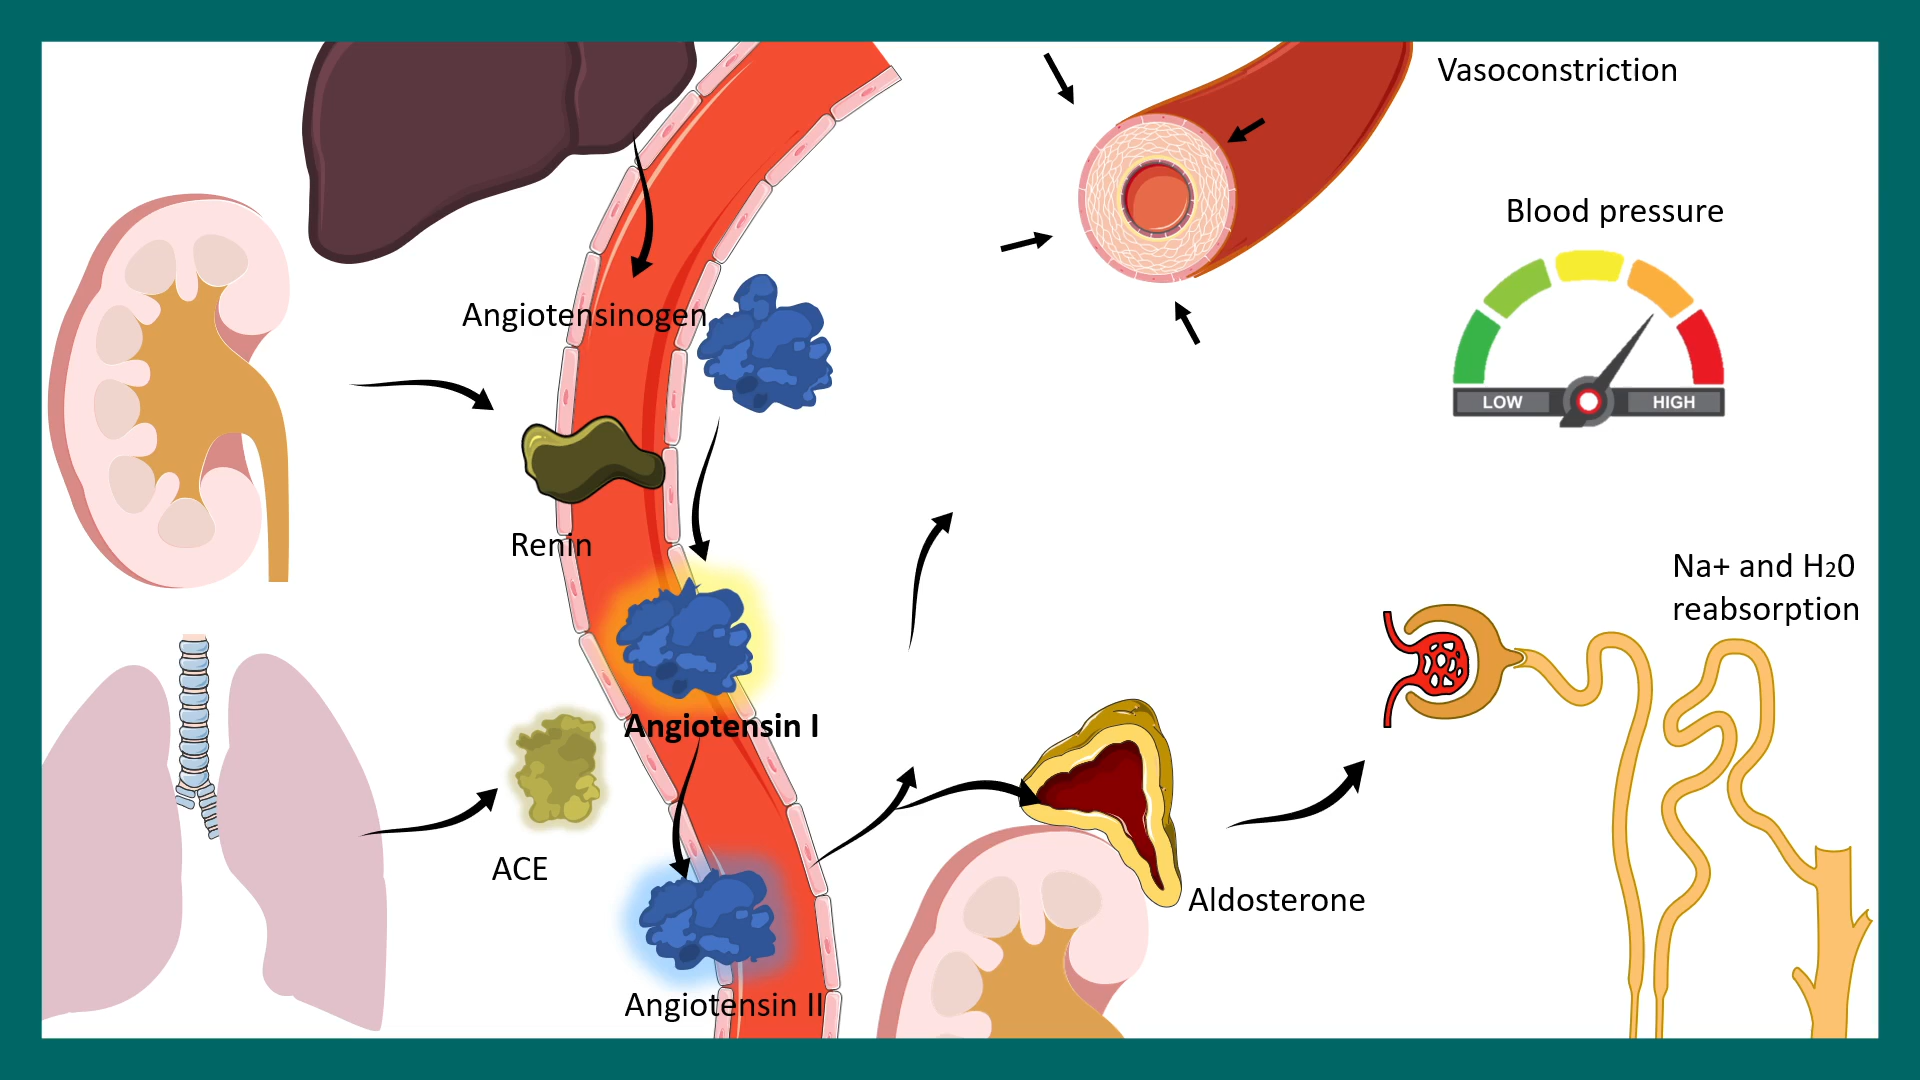 Vasoconstriction
Blood pressure
LOW
HIGH
Angiotensinogen
Renin
Na+ and H₂0
reabsorption
Angiotensin I
ACE
Aldosterone
Angiotensin II